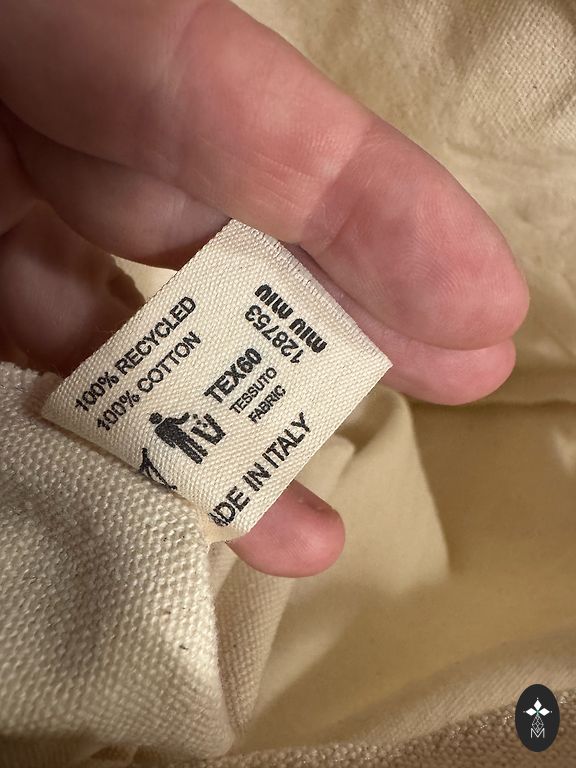 MIU MIU
128753
100% RECYCLED
100% COTTON
TEX60
TESSUTO
FABRIC
DE IN ITALY
M